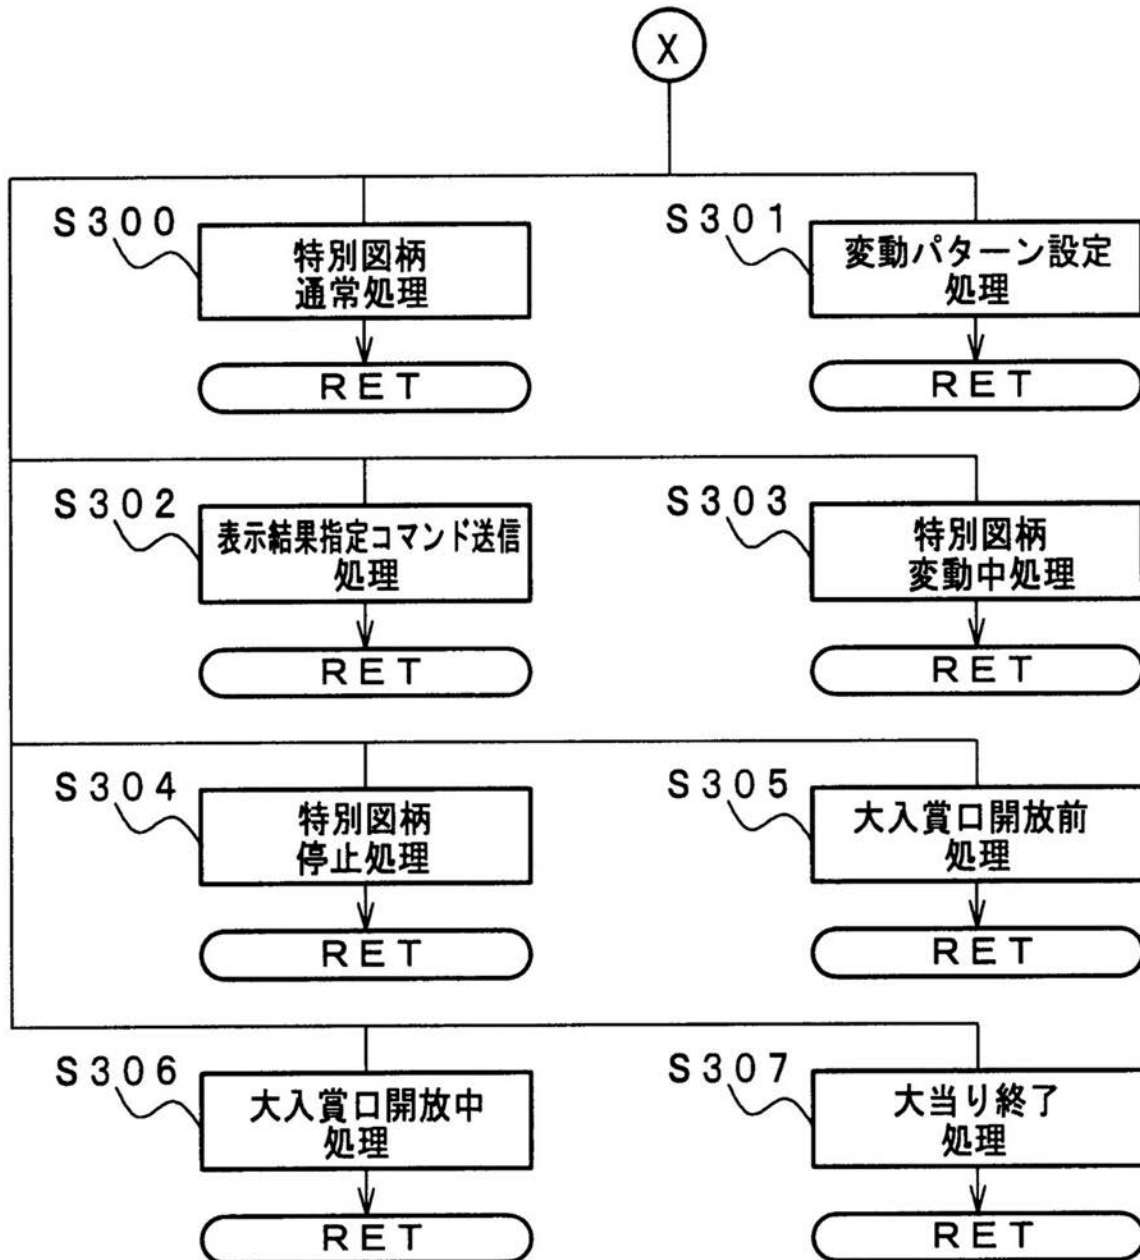 X
S300
特別図柄
通常処理
RET
S301
変動パターン設定
処理
RET
S302
表示結果指定コマンド送信
処理
RET
S303
特別図柄
変動中処理
RET
S304
特別図柄
停止処理
RET
S305
大入賞口開放前
処理
RET
S306
大入賞口開放中
処理
RET
S307
大当り終了
処理
RET